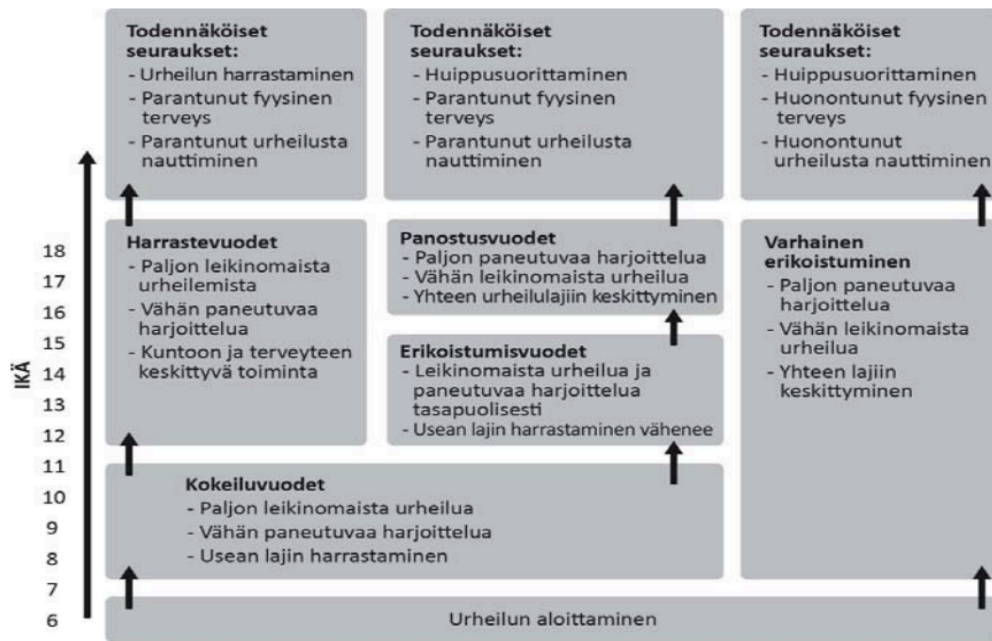 Todennäköiset
seuraukset:
- Urheilun harrastaminen
- Parantunut fyysinen
terveys
- Parantunut urheilusta
nauttiminen
Todennäköiset
seuraukset:
- Huippusuorittaminen
- Parantunut fyysinen
terveys
- Parantunut urheilusta
nauttiminen
Todennäköiset
seuraukset:
- Huippusuorittaminen
- Huonontunut fyysinen
terveys
- Huonontunut
urheilusta nauttiminen
IKÄ
18
17
16
15
14
13
12
11
10
9
8
7
6
Harrastevuodet
- Paljon leikinomaista
urheilemista
- Vähän paneutuvaa
harjoittelua
- Kuntoon ja terveyteen
keskittyvä toiminta
Panostusvuodet
- Paljon paneutuvaa harjoittelua
- Vähän leikinomaista urheilua
- Yhteen urheilulajiin keskittyminen
Erikoistumisvuodet
- Leikinomaista urheilua ja
paneutuvaa harjoittelua
tasapuolisesti
- Usean lajin harrastaminen vähenee
Varhainen
erikoistuminen
- Paljon paneutuvaa
harjoittelua
- Vähän leikinomaista
urheilua
- Yhteen lajiin
keskittyminen
Kokeiluvuodet
- Paljon leikinomaista urheilua
- Vähän paneutuvaa harjoittelua
- Usean lajin harrastaminen
Urheilun aloittaminen